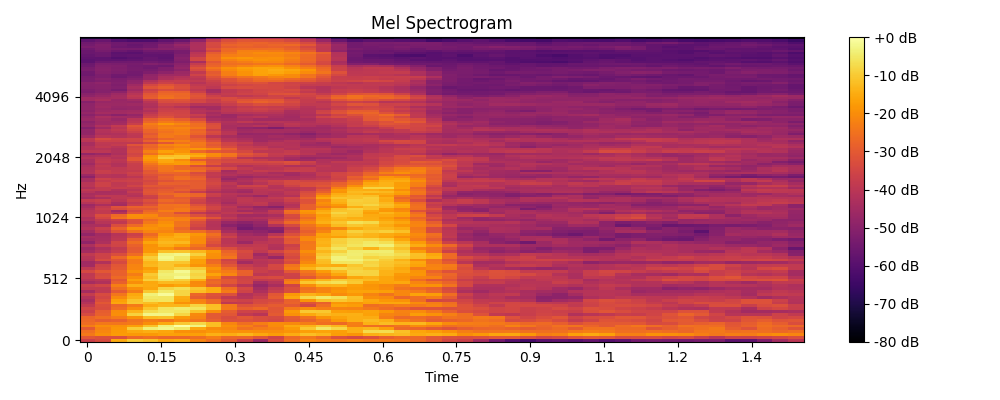 Mel Spectrogram
Hz
4096
2048
1024
512
0
0 0.15 0.3 0.45 0.6 0.75 0.9 1.1 1.2 1.4
Time
+0 dB
-10 dB
-20 dB
-30 dB
-40 dB
-50 dB
-60 dB
-70 dB
-80 dB